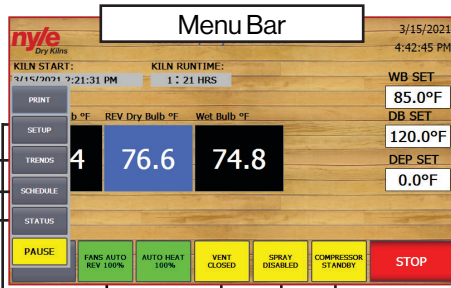 Menu Bar
nyle
Dry Kilns
3/15/2021
4:42:45 PM
KILN START:
KILN RUNTIME:
3/15/2021 2:21:31 PM
1: 21 HRS
WB SET
85.0°F
DB SET
120.0°F
DEP SET
0.0°F
b °F
REV Dry Bulb °F
Wet Bulb °F
4
76.6
74.8
PRINT
SETUP
TRENDS
SCHEDULE
STATUS
PAUSE
FANS AUTO
REV 100%
AUTO HEAT
100%
VENT
CLOSED
SPRAY
DISABLED
COMPRESSOR
STANDBY
STOP